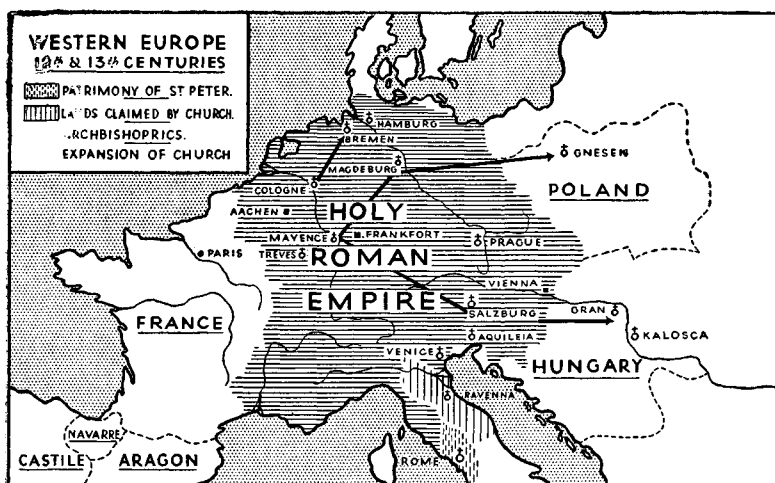 WESTERN EUROPE
12th & 13th CENTURIES
PATRIMONY OF ST PETER.
LANDS CLAIMED BY CHURCH.
ARCHBISHOPRICS.
EXPANSION OF CHURCH
HAMBURG
BREMEN
MAGDEBURG
GNESEN
POLAND
COLOGNE
AACHEN
HOLY
MAYENCE
FRANKFORT
PRAGUE
PARIS
TREVES
ROMAN
VIENNA
EMPIRE
SALZBURG
GRAN
FRANCE
AQUILEIA
KALOSCA
VENICE
HUNGARY
RAVENNA
NAVARRE
CASTILE
ARAGON
ROME